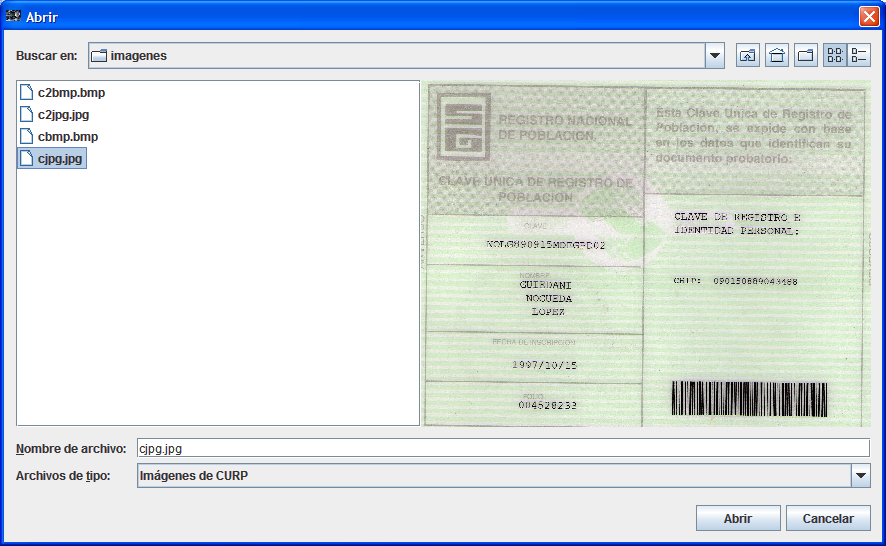 Abrir
Buscar en: imagenes
c2bmp.bmp
c2jpg.jpg
cbmp.bmp
cjpg.jpg
REGISTRO NACIONAL
DE POBLACION
CLAVE UNICA DE REGISTRO DE
POBLACION
CLAVE
NOLG890915MDFGPD02
NOMBRE
GUIEDANI
NOGUEDA
LOPEZ
FECHA DE INSCRIPCION
1997/10/15
FOLIO
004528233
Esta Clave Unica de Registro de
Población, se expide con base
en los datos que identifican su
documento probatorio:
CLAVE DE REGISTRO E
IDENTIDAD PERSONAL:
CRIP: 090150889043488
Nombre de archivo: cjpg.jpg
Archivos de tipo: Imágenes de CURP
Abrir
Cancelar